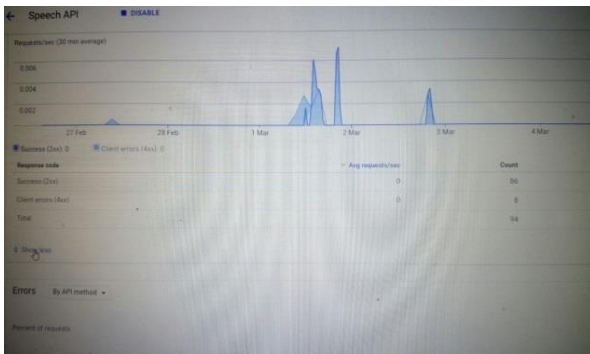 Speech API
DISABLE
Requests/sec (30 min average)
0.006
0.004
0.002
27 Feb 28 Feb 1 Mar 2 Mar 3 Mar 4 Mar
Success (2xx): 0 Client errors (4xx): 0
Response code Avg requests/sec Count
Success (2xx) 0 86
Client errors (4xx) 0 8
Total 94
Show less
Errors By API method
Percent of requests